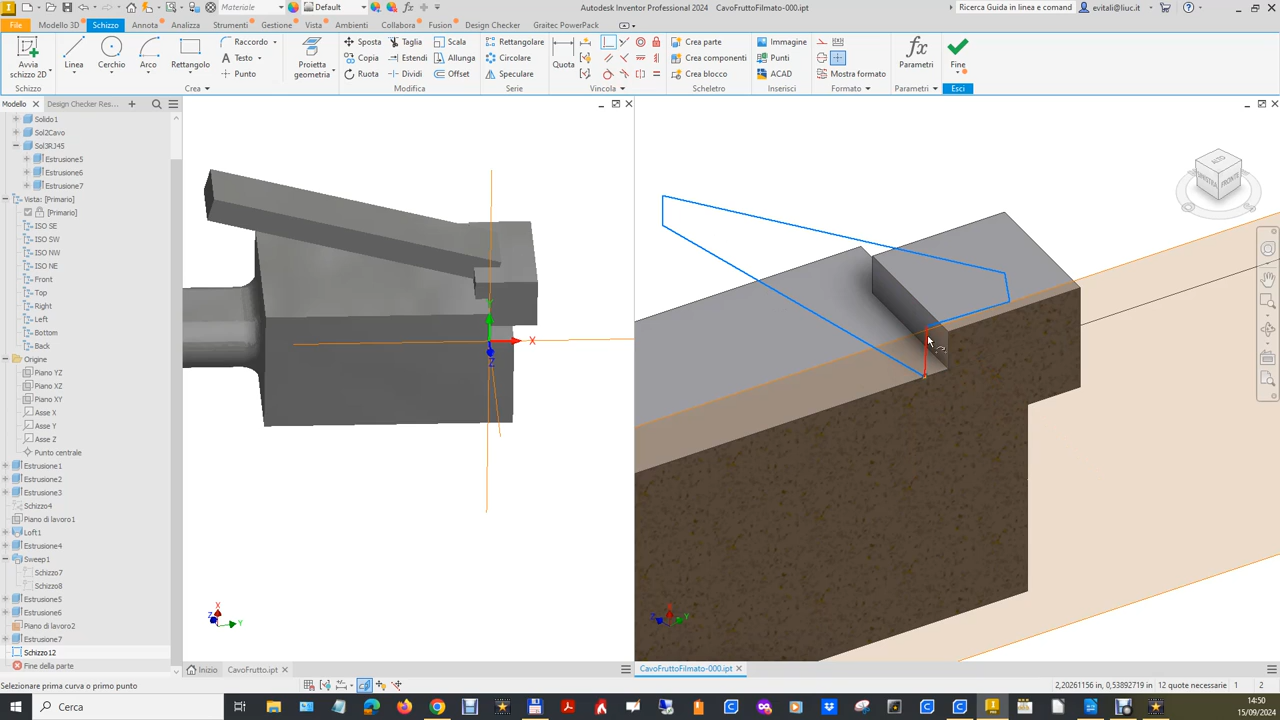 Default
Autodesk Inventor Professional 2024   CavoFruttoFilmato-000.ipt
Ricerca Guida in linea e comand
evitali@liuc.it
File Modello 3D Schizzo Annota Analizza Strumenti Gestione Vista Ambienti Collabora Fusion Design Checker Graitec PowerPack
Raccordo Sposta Taglia Scala Rettangolare Crea parte Immagine
Testo Copia Estendi Allunga Circolare Crea componente Punti
Punto Ruota Dividi Offset Speculare Crea blocco ACAD Mostra formato
Avvia schizzo 2D Linea Cerchio Arco Rettangolo Proietta geometria Quota Parametri Fine
Schizzo Crea Modifica Serie Vincola Scheletro Inserisci Formato Parametri Esci
Modello Design Checker Res...
Solido1
Sol2Cavo
Sol3RJ45
Estrusione5
Estrusione6
Estrusione7
Vista: [Primario]
[Primario]
ISO SE
ISO SW
ISO NW
ISO NE
Front
Top
Right
Left
Bottom
Back
Origine
Piano YZ
Piano XZ
Piano XY
Asse X
Asse Y
Asse Z
Punto centrale
Estrusione1
Estrusione2
Estrusione3
Schizzo4
Piano di lavoro1
Loft1
Estrusione4
Sweep1
Schizzo7
Schizzo8
Estrusione5
Estrusione6
Piano di lavoro2
Estrusione7
Schizzo12
Fine della parte
Y
X
Z
X
Z
Y
ALTO
FRONTE
X
Z
Y
Inizio CavoFrutto.ipt
CavoFruttoFilmato-000.ipt
Selezionare prima curva o primo punto
2,20261156 in, 0,53892719 in 12 quote necessarie 1 2
Cerca
14:50
15/09/2024